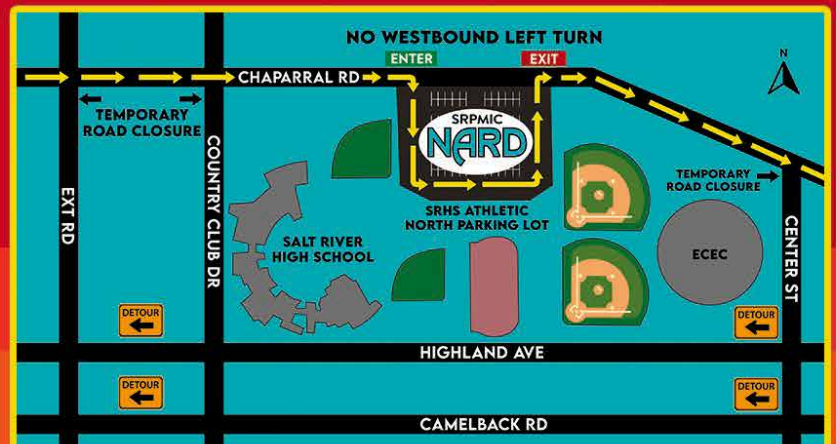 NO WESTBOUND LEFT TURN
ENTER
EXIT
N
CHAPARRAL RD
TEMPORARY
ROAD CLOSURE
SRPMIC
NARD
EXT RD
COUNTRY CLUB DR
SRHS ATHLETIC
NORTH PARKING LOT
TEMPORARY
ROAD CLOSURE
SALT RIVER
HIGH SCHOOL
ECEC
CENTER ST
DETOUR
DETOUR
HIGHLAND AVE
DETOUR
DETOUR
CAMELBACK RD